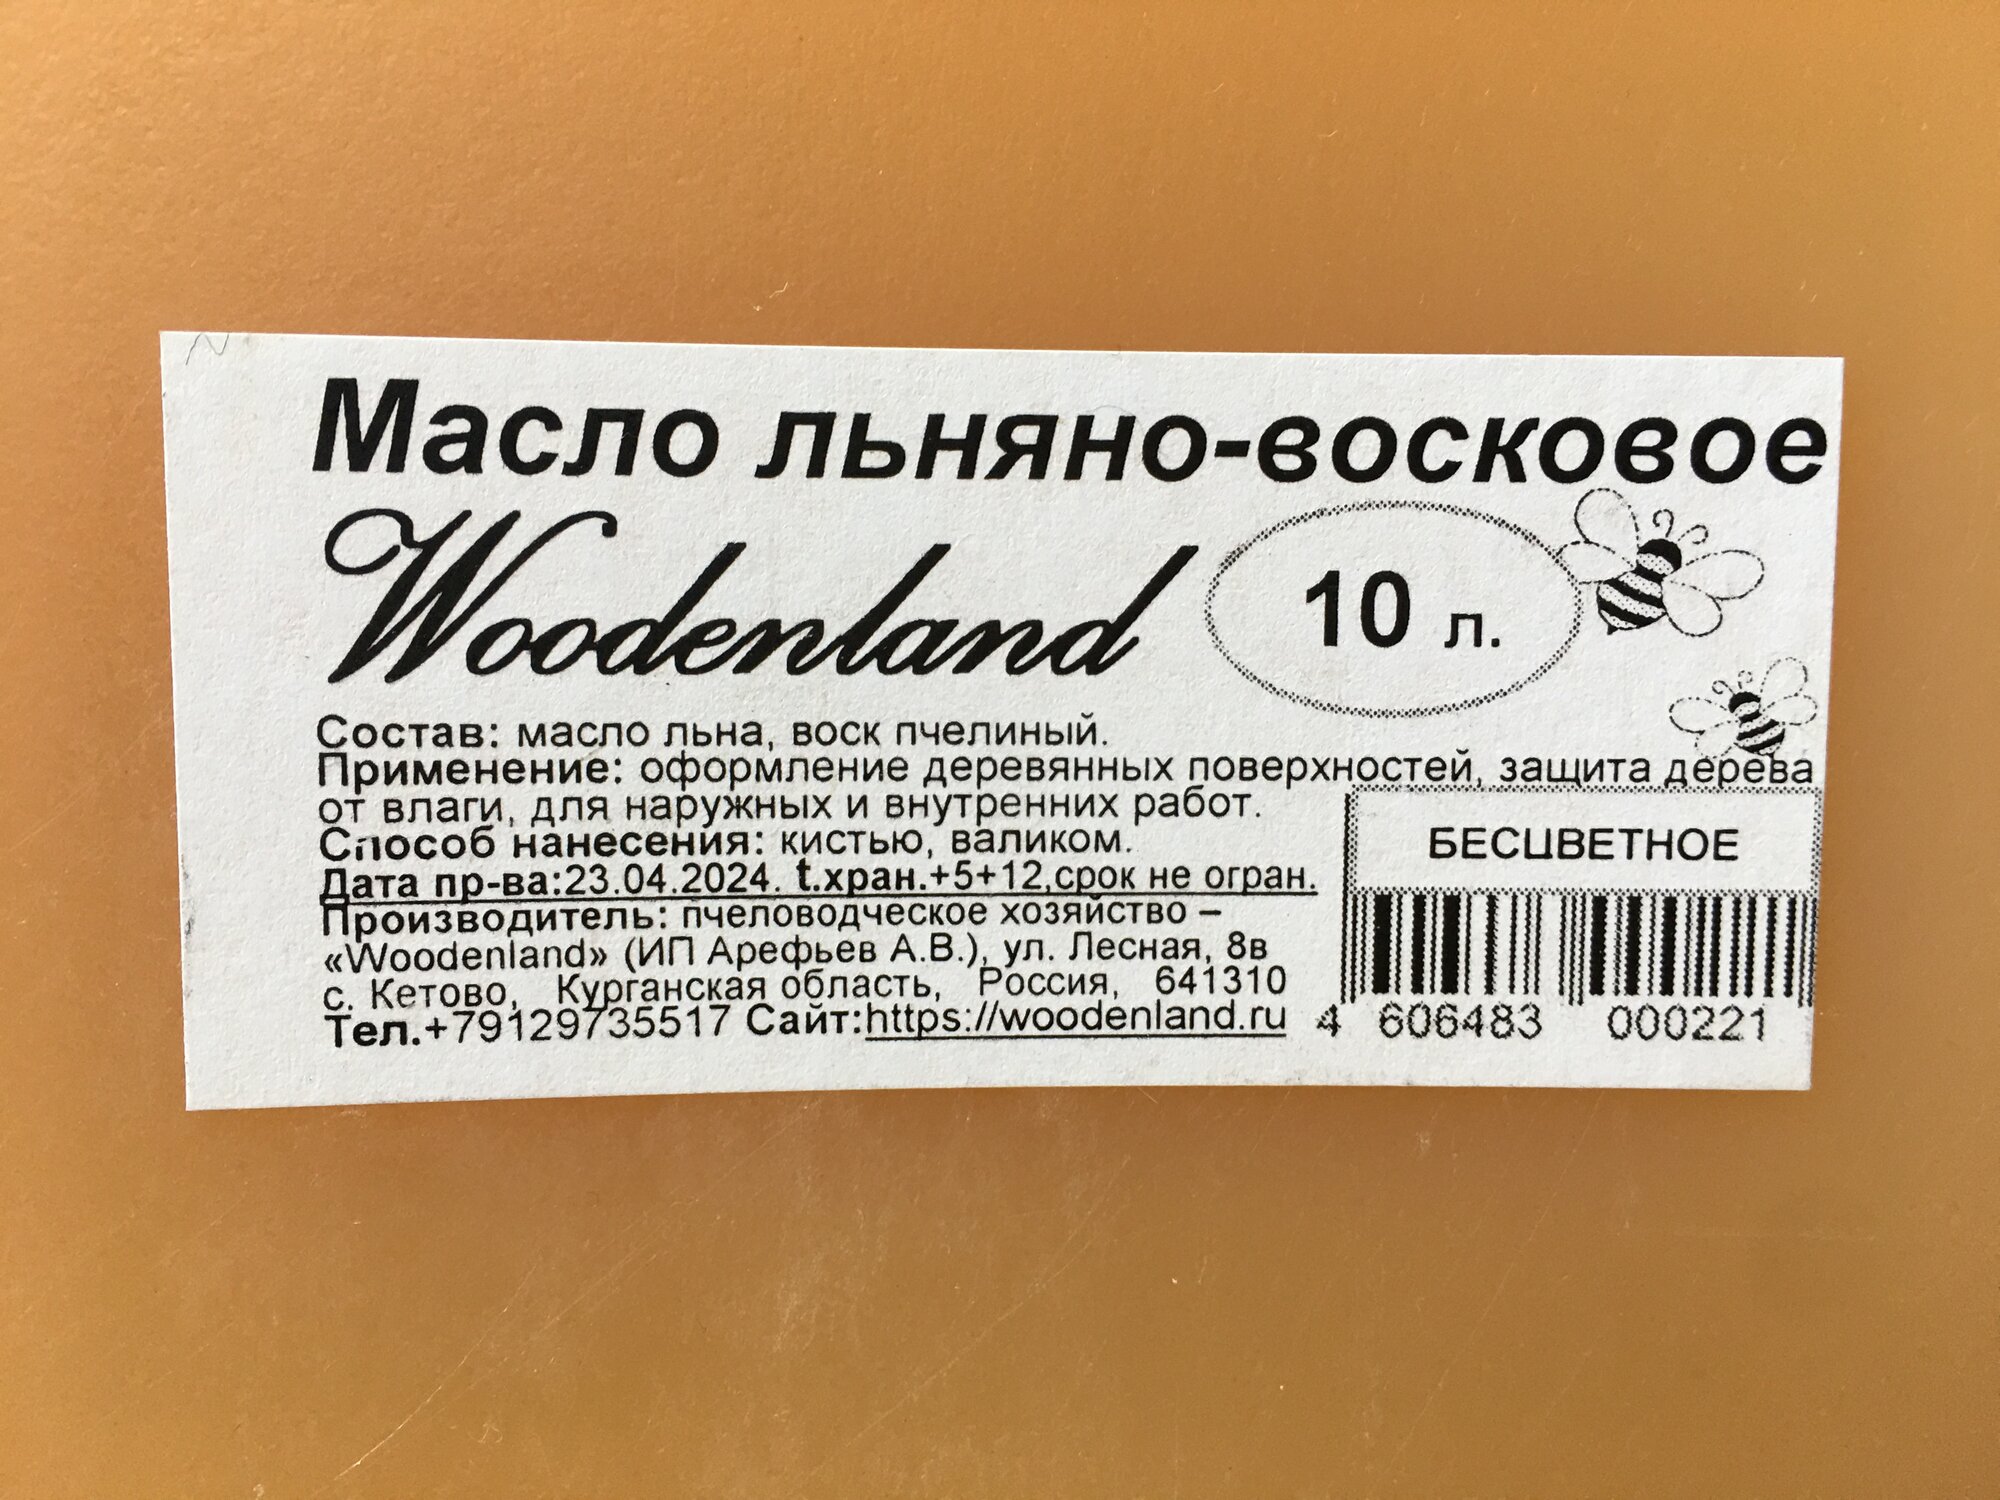 Масло льняно-восковое
Woodenland
10 л.
Состав: масло льна, воск пчелиный.
Применение: оформление деревянных поверхностей, защита дерева
от влаги, для наружных и внутренних работ.
Способ нанесения: кистью, валиком.
Дата пр-ва:23.04.2024. t.хран.+5+12,срок не огран.
Производитель: пчеловодческое хозяйство –
«Woodenland» (ИП Арефьев А.В.), ул. Лесная, 8в
с. Кетово, Курганская область, Россия, 641310
Тел.+79129735517 Сайт:https://woodenland.ru
БЕСЦВЕТНОЕ
4 606483 000221